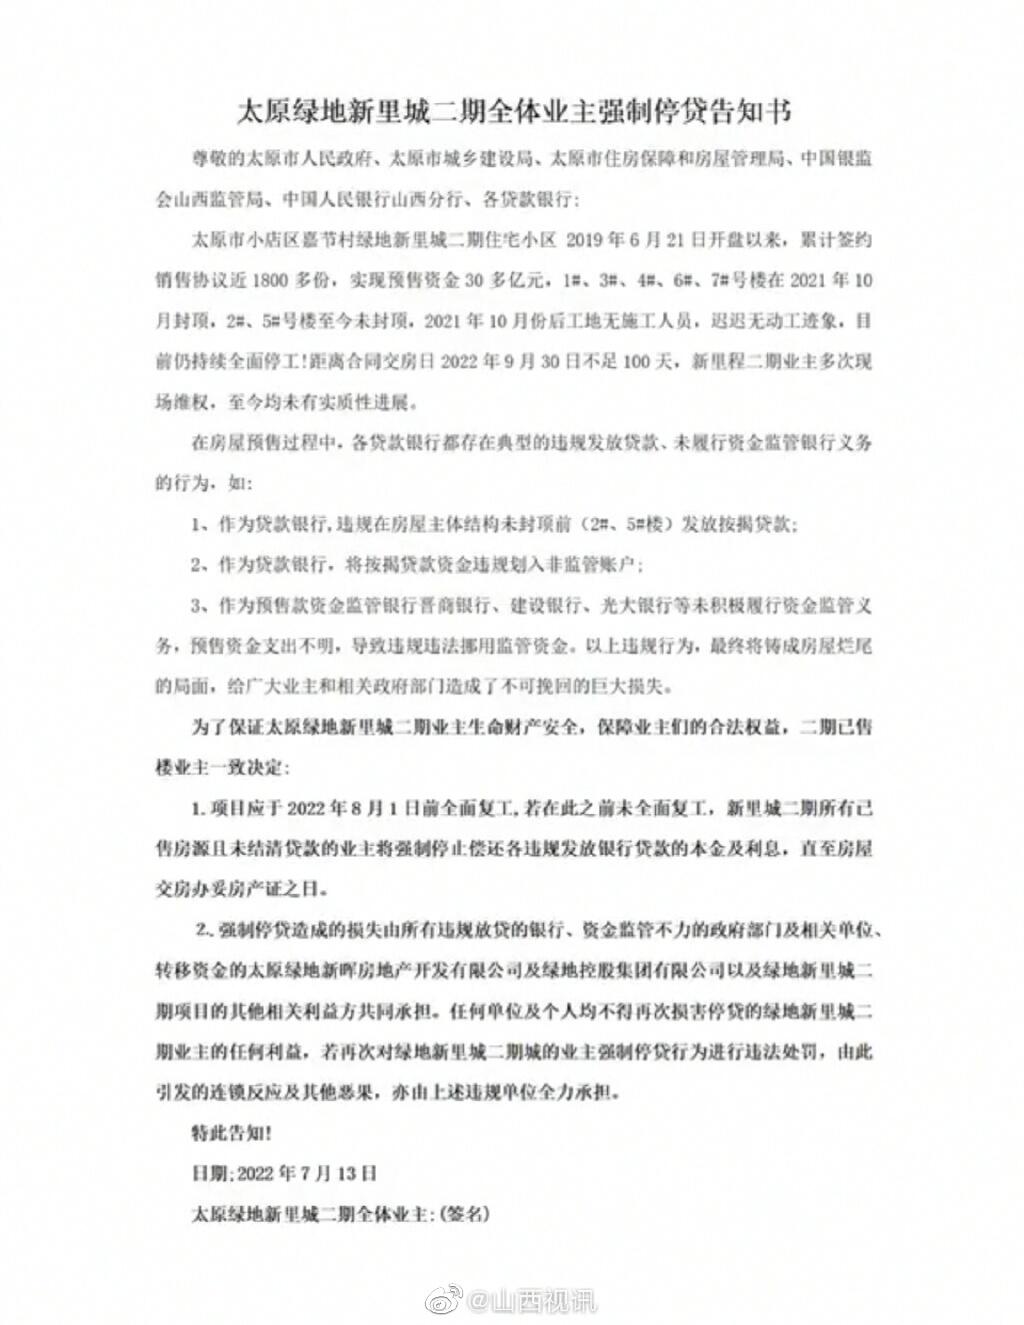 太原绿地新里城二期全体业主强制停贷告知书
尊敬的太原市人民政府、太原市城乡建设局、太原市住房保障和房屋管理局、中国银监
会山西监管局、中国人民银行山西分行、各贷款银行:
太原市小店区嘉节村绿地新里城二期住宅小区 2019 年 6 月 21 日开盘以来，累计签约
销售协议近 1800 多份，实现预售资金 30 多亿元，1#、3#、4#、6#、7#号楼在 2021 年 10
月封顶，2#、5#号楼至今未封顶，2021 年 10 月份后工地无施工人员，迟迟无动工迹象，目
前仍持续全面停工!距离合同交房日 2022 年 9 月 30 日不足 100 天，新里程二期业主多次现
场维权，至今均未有实质性进展。
在房屋预售过程中，各贷款银行都存在典型的违规发放贷款、未履行资金监管银行义务
的行为，如:
1、作为贷款银行,违规在房屋主体结构未封顶前（2#、5#楼）发放按揭贷款;
2、作为贷款银行，将按揭贷款资金违规划入非监管账户;
3、作为预售款资金监管银行晋商银行、建设银行、光大银行等未积极履行资金监管义
务，预售资金支出不明，导致违规违法挪用监管资金。以上违规行为，最终将铸成房屋烂尾
的局面，给广大业主和相关政府部门造成了不可挽回的巨大损失。
为了保证太原绿地新里城二期业主生命财产安全，保障业主们的合法权益，二期已售
楼业主一致决定:
1.项目应于 2022 年 8 月 1 日前全面复工,若在此之前未全面复工，新里城二期所有已
售房源且未结清贷款的业主将强制停止偿还各违规发放银行贷款的本金及利息，直至房屋
交房办妥房产证之日。
2.强制停贷造成的损失由所有违规放贷的银行、资金监管不力的政府部门及相关单位、
转移资金的太原绿地新晖房地产开发有限公司及绿地控股集团有限公司以及绿地新里城二
期项目的其他相关利益方共同承担。任何单位及个人均不得再次损害停贷的绿地新里城二
期业主的任何利益，若再次对绿地新里城二期城的业主强制停贷行为进行违法处罚，由此
引发的连锁反应及其他恶果，亦由上述违规单位全力承担。
特此告知!
日期;2022 年 7 月 13 日
太原绿地新里城二期全体业主:(签名)
@山西视讯